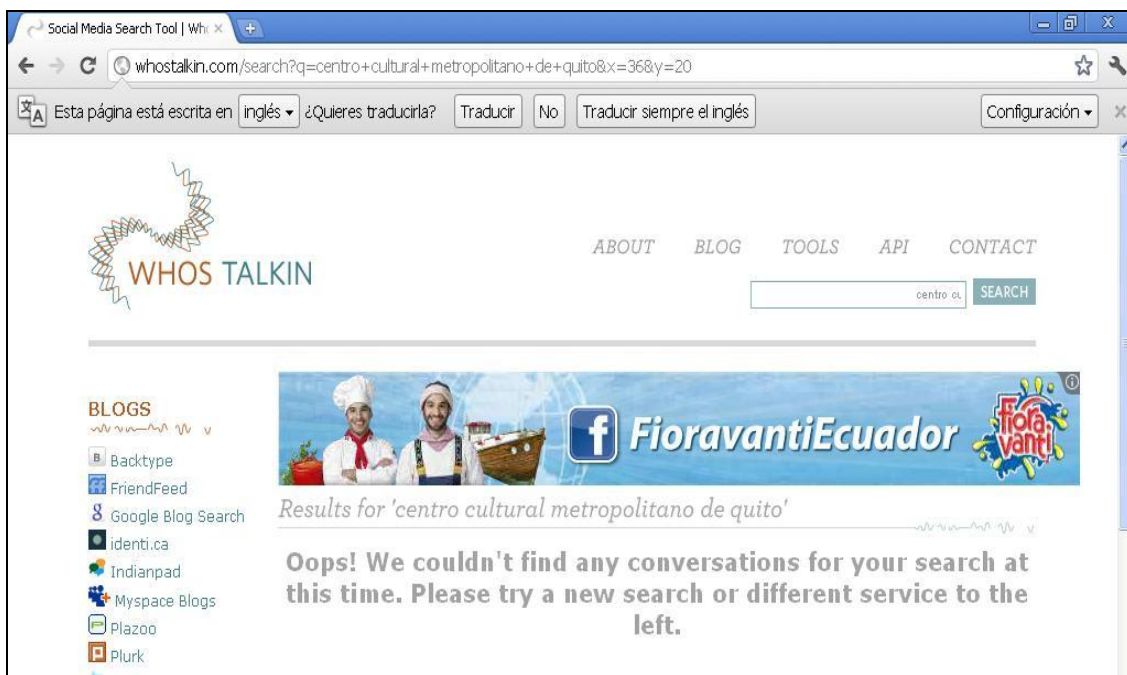 Social Media Search Tool | Wh
whostalkin.com/search?q=centro+cultural+metropolitano+de+quito&x=36&y=20
Esta página está escrita en inglés ¿Quieres traducirla? Traducir No Traducir siempre el inglés Configuración
WHOS TALKIN
ABOUT BLOG TOOLS API CONTACT
centro cu SEARCH
f FioravantiEcuador Fiora vanti
BLOGS
Backtype
FriendFeed
Google Blog Search
identi.ca
Indianpad
Myspace Blogs
Plazoo
Plurk
Results for 'centro cultural metropolitano de quito'
Oops! We couldn't find any conversations for your search at
this time. Please try a new search or different service to the
left.